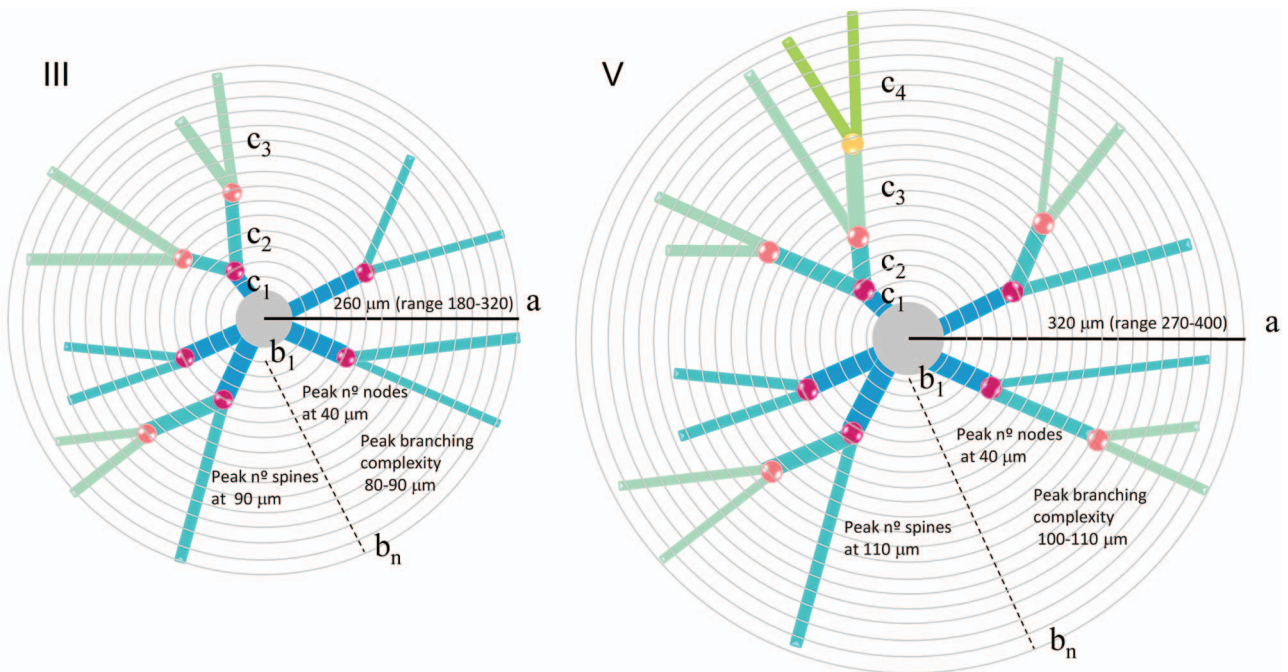 III
c3
c2
c1
260 μm (range 180-320)
a
b1
Peak nº nodes
at 40 μm
Peak branching
complexity
80-90 μm
Peak nº spines
at 90 μm
bn
V
c4
c3
c2
c1
320 μm (range 270-400)
a
b1
Peak nº nodes
at 40 μm
Peak branching
complexity
100-110 μm
Peak nº spines
at 110 μm
bn